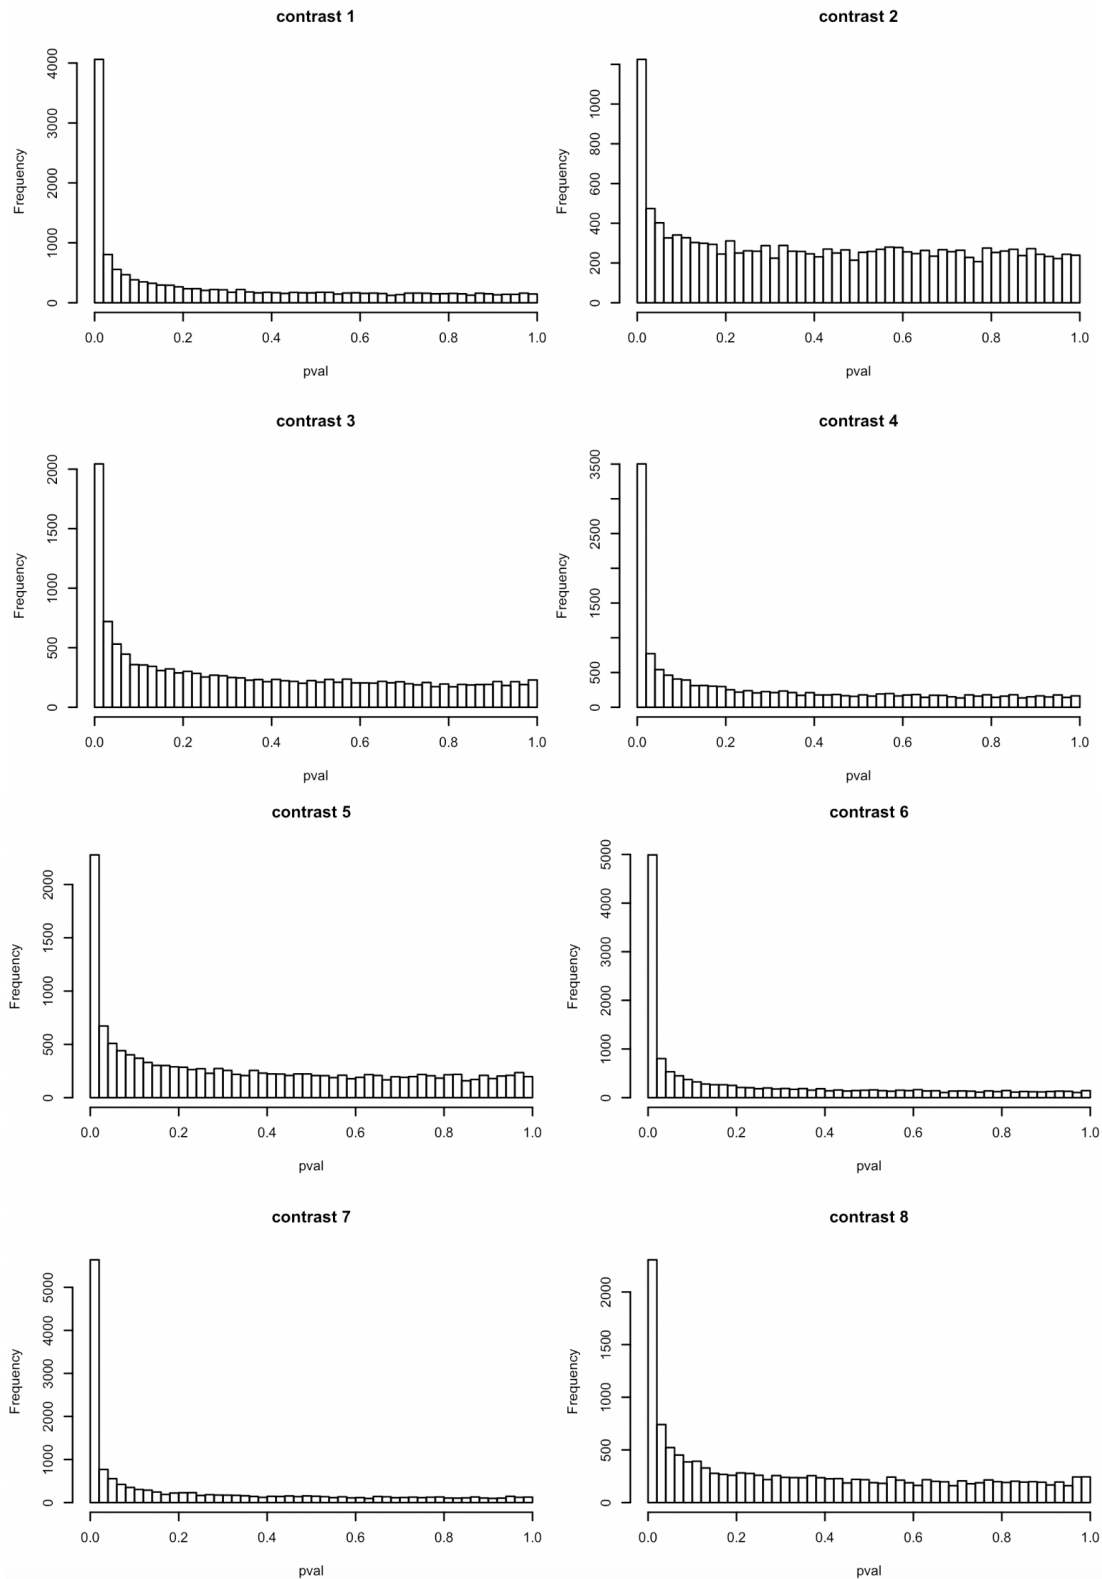 contrast 1
Frequency
0 1000 2000 3000 4000
0.0 0.2 0.4 0.6 0.8 1.0
pval
contrast 2
Frequency
0 200 400 600 800 1000
0.0 0.2 0.4 0.6 0.8 1.0
pval
contrast 3
Frequency
0 500 1000 1500 2000
0.0 0.2 0.4 0.6 0.8 1.0
pval
contrast 4
Frequency
0 500 1500 2500 3500
0.0 0.2 0.4 0.6 0.8 1.0
pval
contrast 5
Frequency
0 500 1000 1500 2000
0.0 0.2 0.4 0.6 0.8 1.0
pval
contrast 6
Frequency
0 1000 2000 3000 4000 5000
0.0 0.2 0.4 0.6 0.8 1.0
pval
contrast 7
Frequency
0 1000 2000 3000 4000 5000
0.0 0.2 0.4 0.6 0.8 1.0
pval
contrast 8
Frequency
0 500 1000 1500 2000
0.0 0.2 0.4 0.6 0.8 1.0
pval